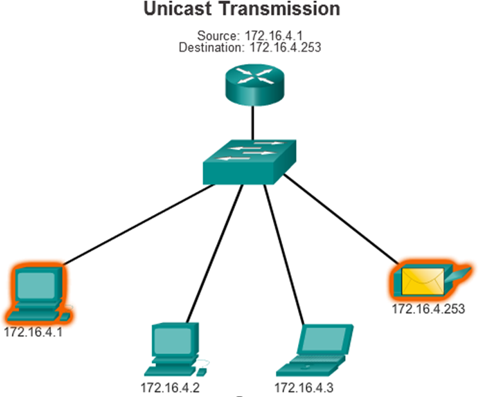 Unicast Transmission
Source: 172.16.4.1
Destination: 172.16.4.253
172.16.4.1
172.16.4.253
172.16.4.2
172.16.4.3